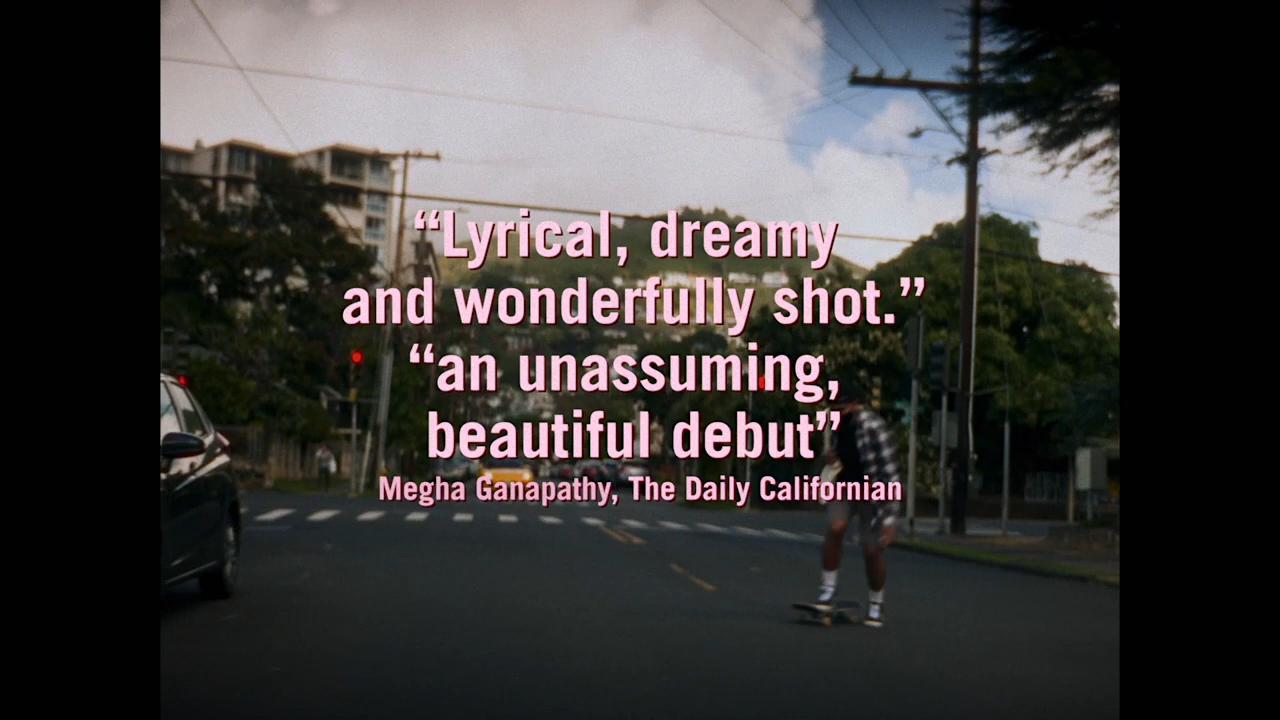 “Lyrical, dreamy
and wonderfully shot.”
“an unassuming,
beautiful debut”
Megha Ganapathy, The Daily Californian